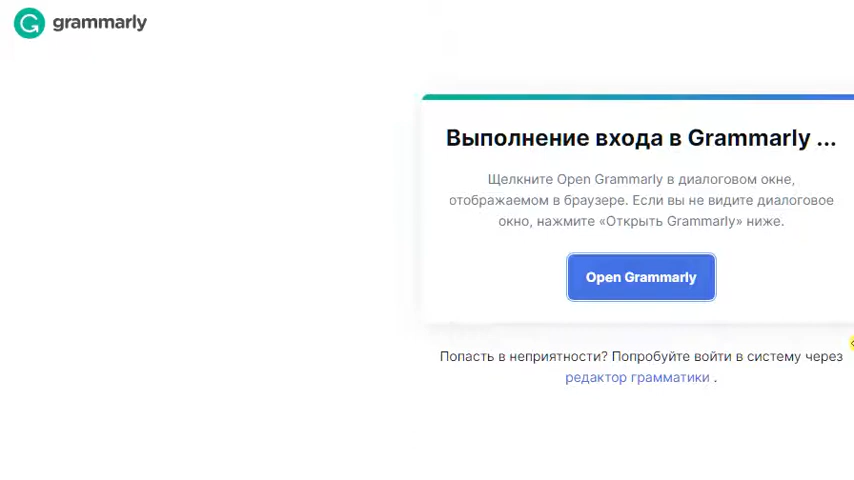 grammarly
Выполнение входа в Grammarly ...
Щелкните Open Grammarly в диалоговом окне,
отображаемом в браузере. Если вы не видите диалоговое
окно, нажмите «Открыть Grammarly» ниже.
Open Grammarly
Попасть в неприятности? Попробуйте войти в систему через
редактор грамматики .